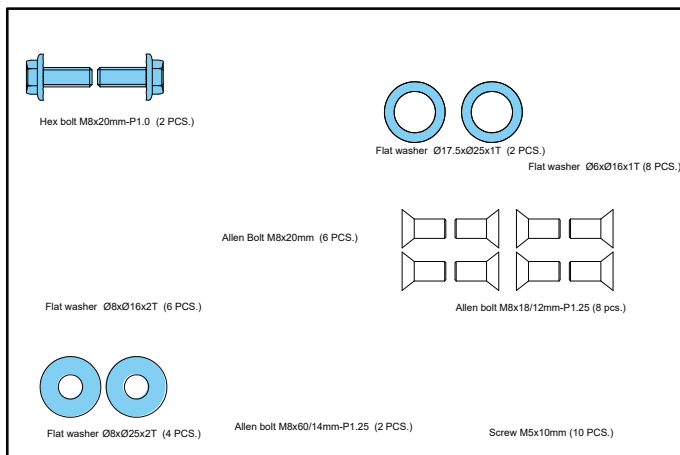 Hex bolt M8x20mm-P1.0 (2 PCS.)
Flat washer Ø17.5xØ25x1T (2 PCS.)
Flat washer Ø6xØ16x1T (8 PCS.)
Allen Bolt M8x20mm (6 PCS.)
Flat washer Ø8xØ16x2T (6 PCS.)
Allen bolt M8x18/12mm-P1.25 (8 pcs.)
Flat washer Ø8xØ25x2T (4 PCS.)
Allen bolt M8x60/14mm-P1.25 (2 PCS.)
Screw M5x10mm (10 PCS.)